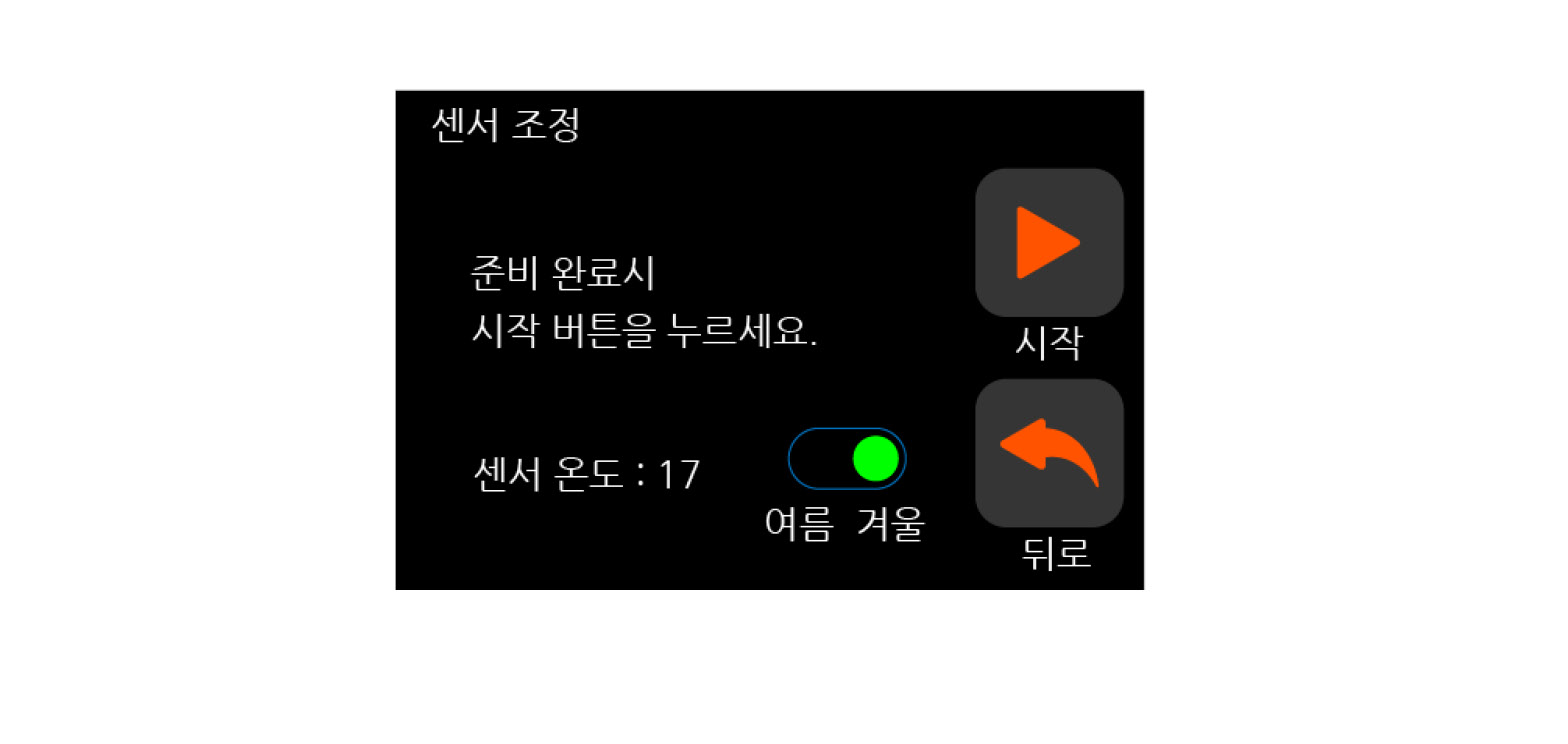 센서 조정
준비 완료시
시작 버튼을 누르세요.
시작
센서 온도 : 17
여름 겨울
뒤로